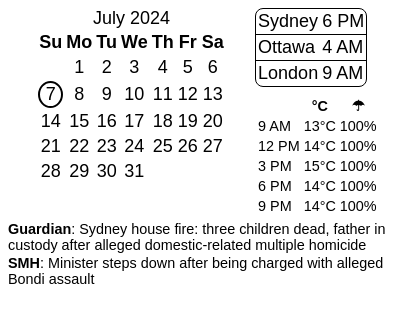 July 2024
Su Mo Tu We Th Fr Sa
1 2 3 4 5 6
7 8 9 10 11 12 13
14 15 16 17 18 19 20
21 22 23 24 25 26 27
28 29 30 31
Sydney 6 PM
Ottawa 4 AM
London 9 AM
°C ☂
9 AM 13°C 100%
12 PM 14°C 100%
3 PM 15°C 100%
6 PM 14°C 100%
9 PM 14°C 100%
Guardian: Sydney house fire: three children dead, father in
custody after alleged domestic-related multiple homicide
SMH: Minister steps down after being charged with alleged
Bondi assault